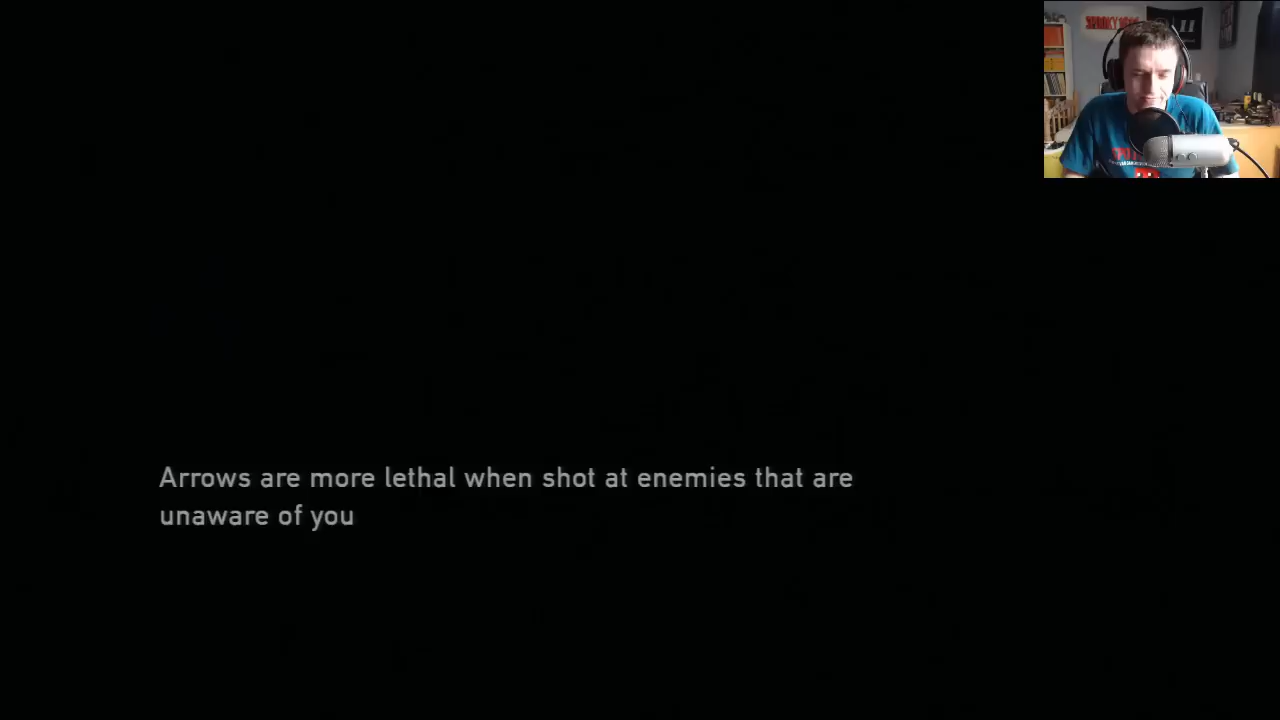 Arrows are more lethal when shot at enemies that are
unaware of you